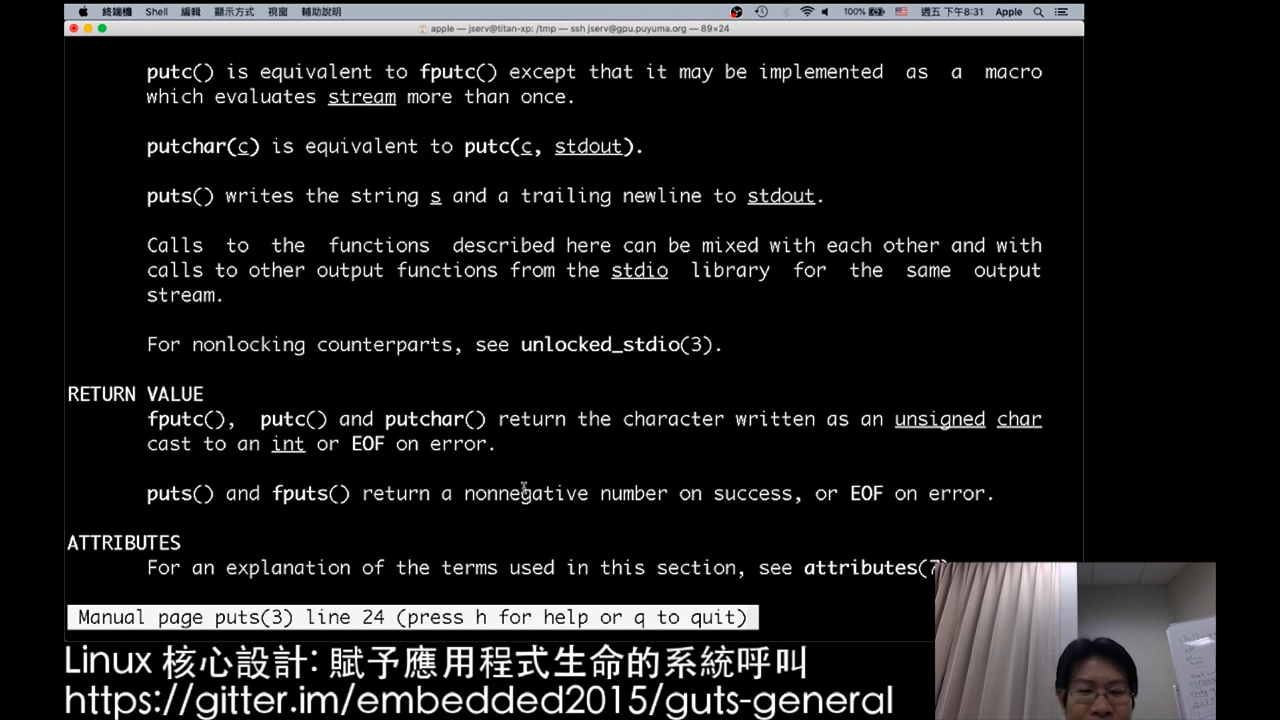 終端機 Shell 編輯 顯示方式 視窗 輔助說明 100% 週五 下午8:31 Apple
apple — jserv@titan-xp: /tmp — ssh jserv@gpu.puyuma.org — 89×24
putc() is equivalent to fputc() except that it may be implemented as a macro
which evaluates stream more than once.
putchar(c) is equivalent to putc(c, stdout).
puts() writes the string s and a trailing newline to stdout.
Calls to the functions described here can be mixed with each other and with
calls to other output functions from the stdio library for the same output
stream.
For nonlocking counterparts, see unlocked_stdio(3).
RETURN VALUE
fputc(), putc() and putchar() return the character written as an unsigned char
cast to an int or EOF on error.
puts() and fputs() return a nonnegative number on success, or EOF on error.
ATTRIBUTES
For an explanation of the terms used in this section, see attributes(7)
Manual page puts(3) line 24 (press h for help or q to quit)
Linux 核心設計: 賦予應用程式生命的系統呼叫
https://gitter.im/embedded2015/guts-general